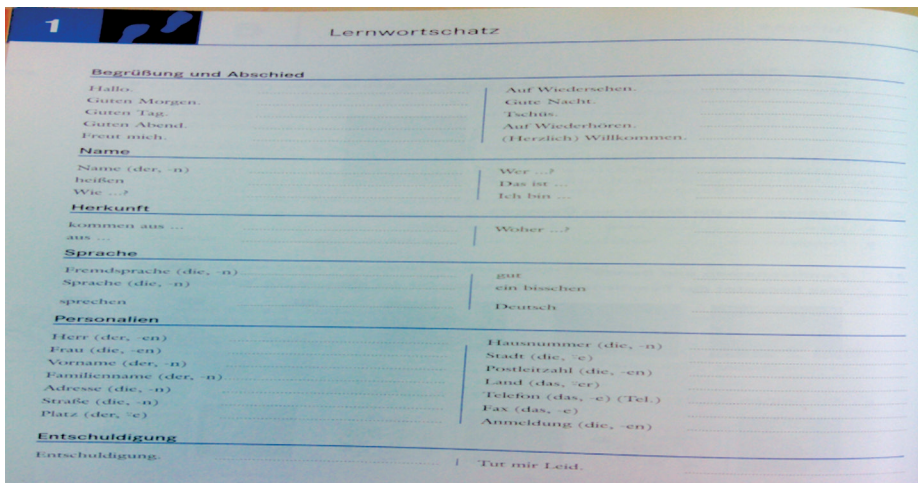 1
Lernwortschatz
Begrüßung und Abschied
Hallo.
Guten Morgen.
Guten Tag.
Guten Abend.
Freut mich.
Auf Wiedersehen.
Gute Nacht.
Tschüs.
Auf Wiederhören.
(Herzlich) Willkommen.
Name
Name (der, -n)
heißen
Wie ...?
Wer ...?
Das ist ...
Ich bin ...
Herkunft
kommen aus ...
aus ...
Woher ...?
Sprache
Fremdsprache (die, -n)
Sprache (die, -n)
sprechen
gut
ein bisschen
Deutsch
Personalien
Herr (der, -en)
Frau (die, -en)
Vorname (der, -n)
Familienname (der, -n)
Adresse (die, -n)
Straße (die, -n)
Platz (der, ⸚e)
Hausnummer (die, -n)
Stadt (die, ⸚e)
Postleitzahl (die, -en)
Land (das, ⸚er)
Telefon (das, -e) (Tel.)
Fax (das, -e)
Anmeldung (die, -en)
Entschuldigung
Entschuldigung.
Tut mir Leid.